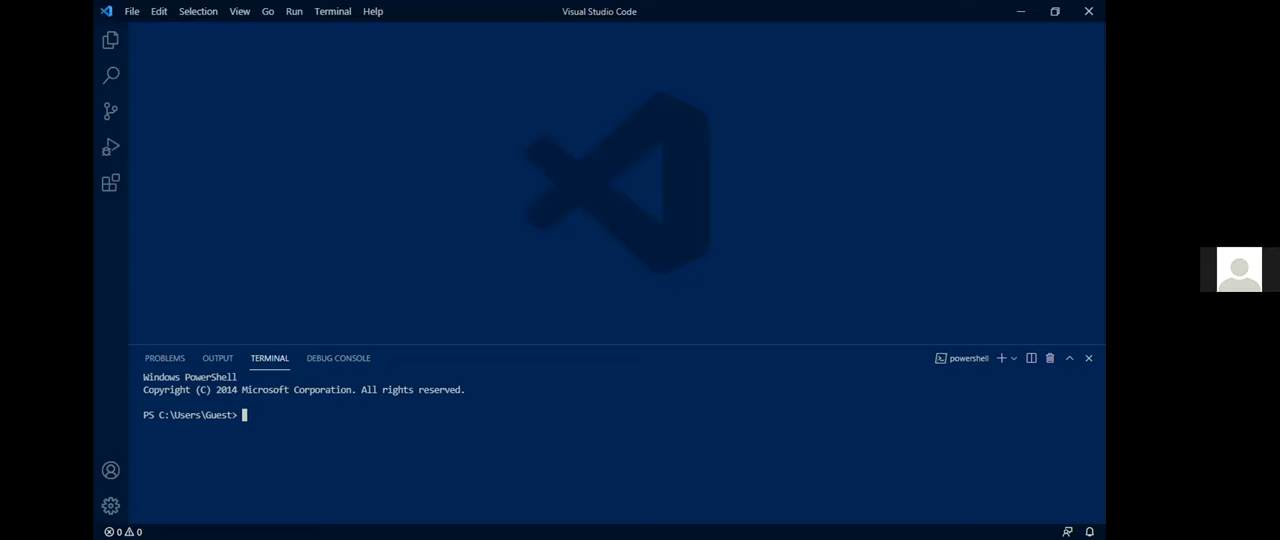 File Edit Selection View Go Run Terminal Help Visual Studio Code
PROBLEMS OUTPUT TERMINAL DEBUG CONSOLE powershell
Windows PowerShell
Copyright (C) 2014 Microsoft Corporation. All rights reserved.
PS C:\Users\Guest>
0 0